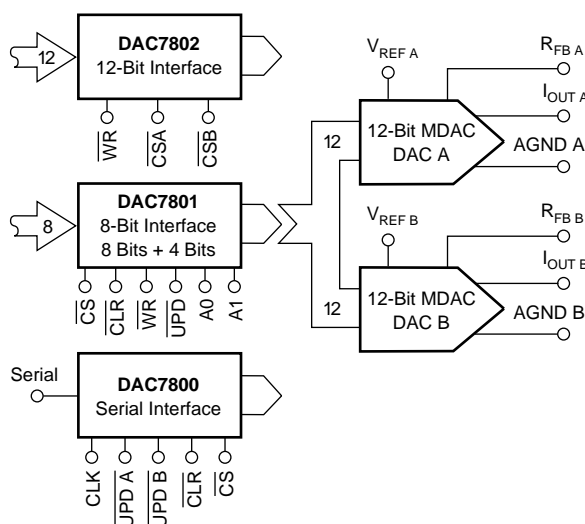 DAC7802
12-Bit Interface
12
WR
CSA
CSB
DAC7801
8-Bit Interface
8 Bits + 4 Bits
8
CS
CLR
WR
UPD
A0
A1
DAC7800
Serial Interface
Serial
CLK
UPD A
UPD B
CLR
CS
VREF A
RFB A
IOUT A
AGND A
12
12-Bit MDAC
DAC A
VREF B
RFB B
IOUT B
AGND B
12
12-Bit MDAC
DAC B